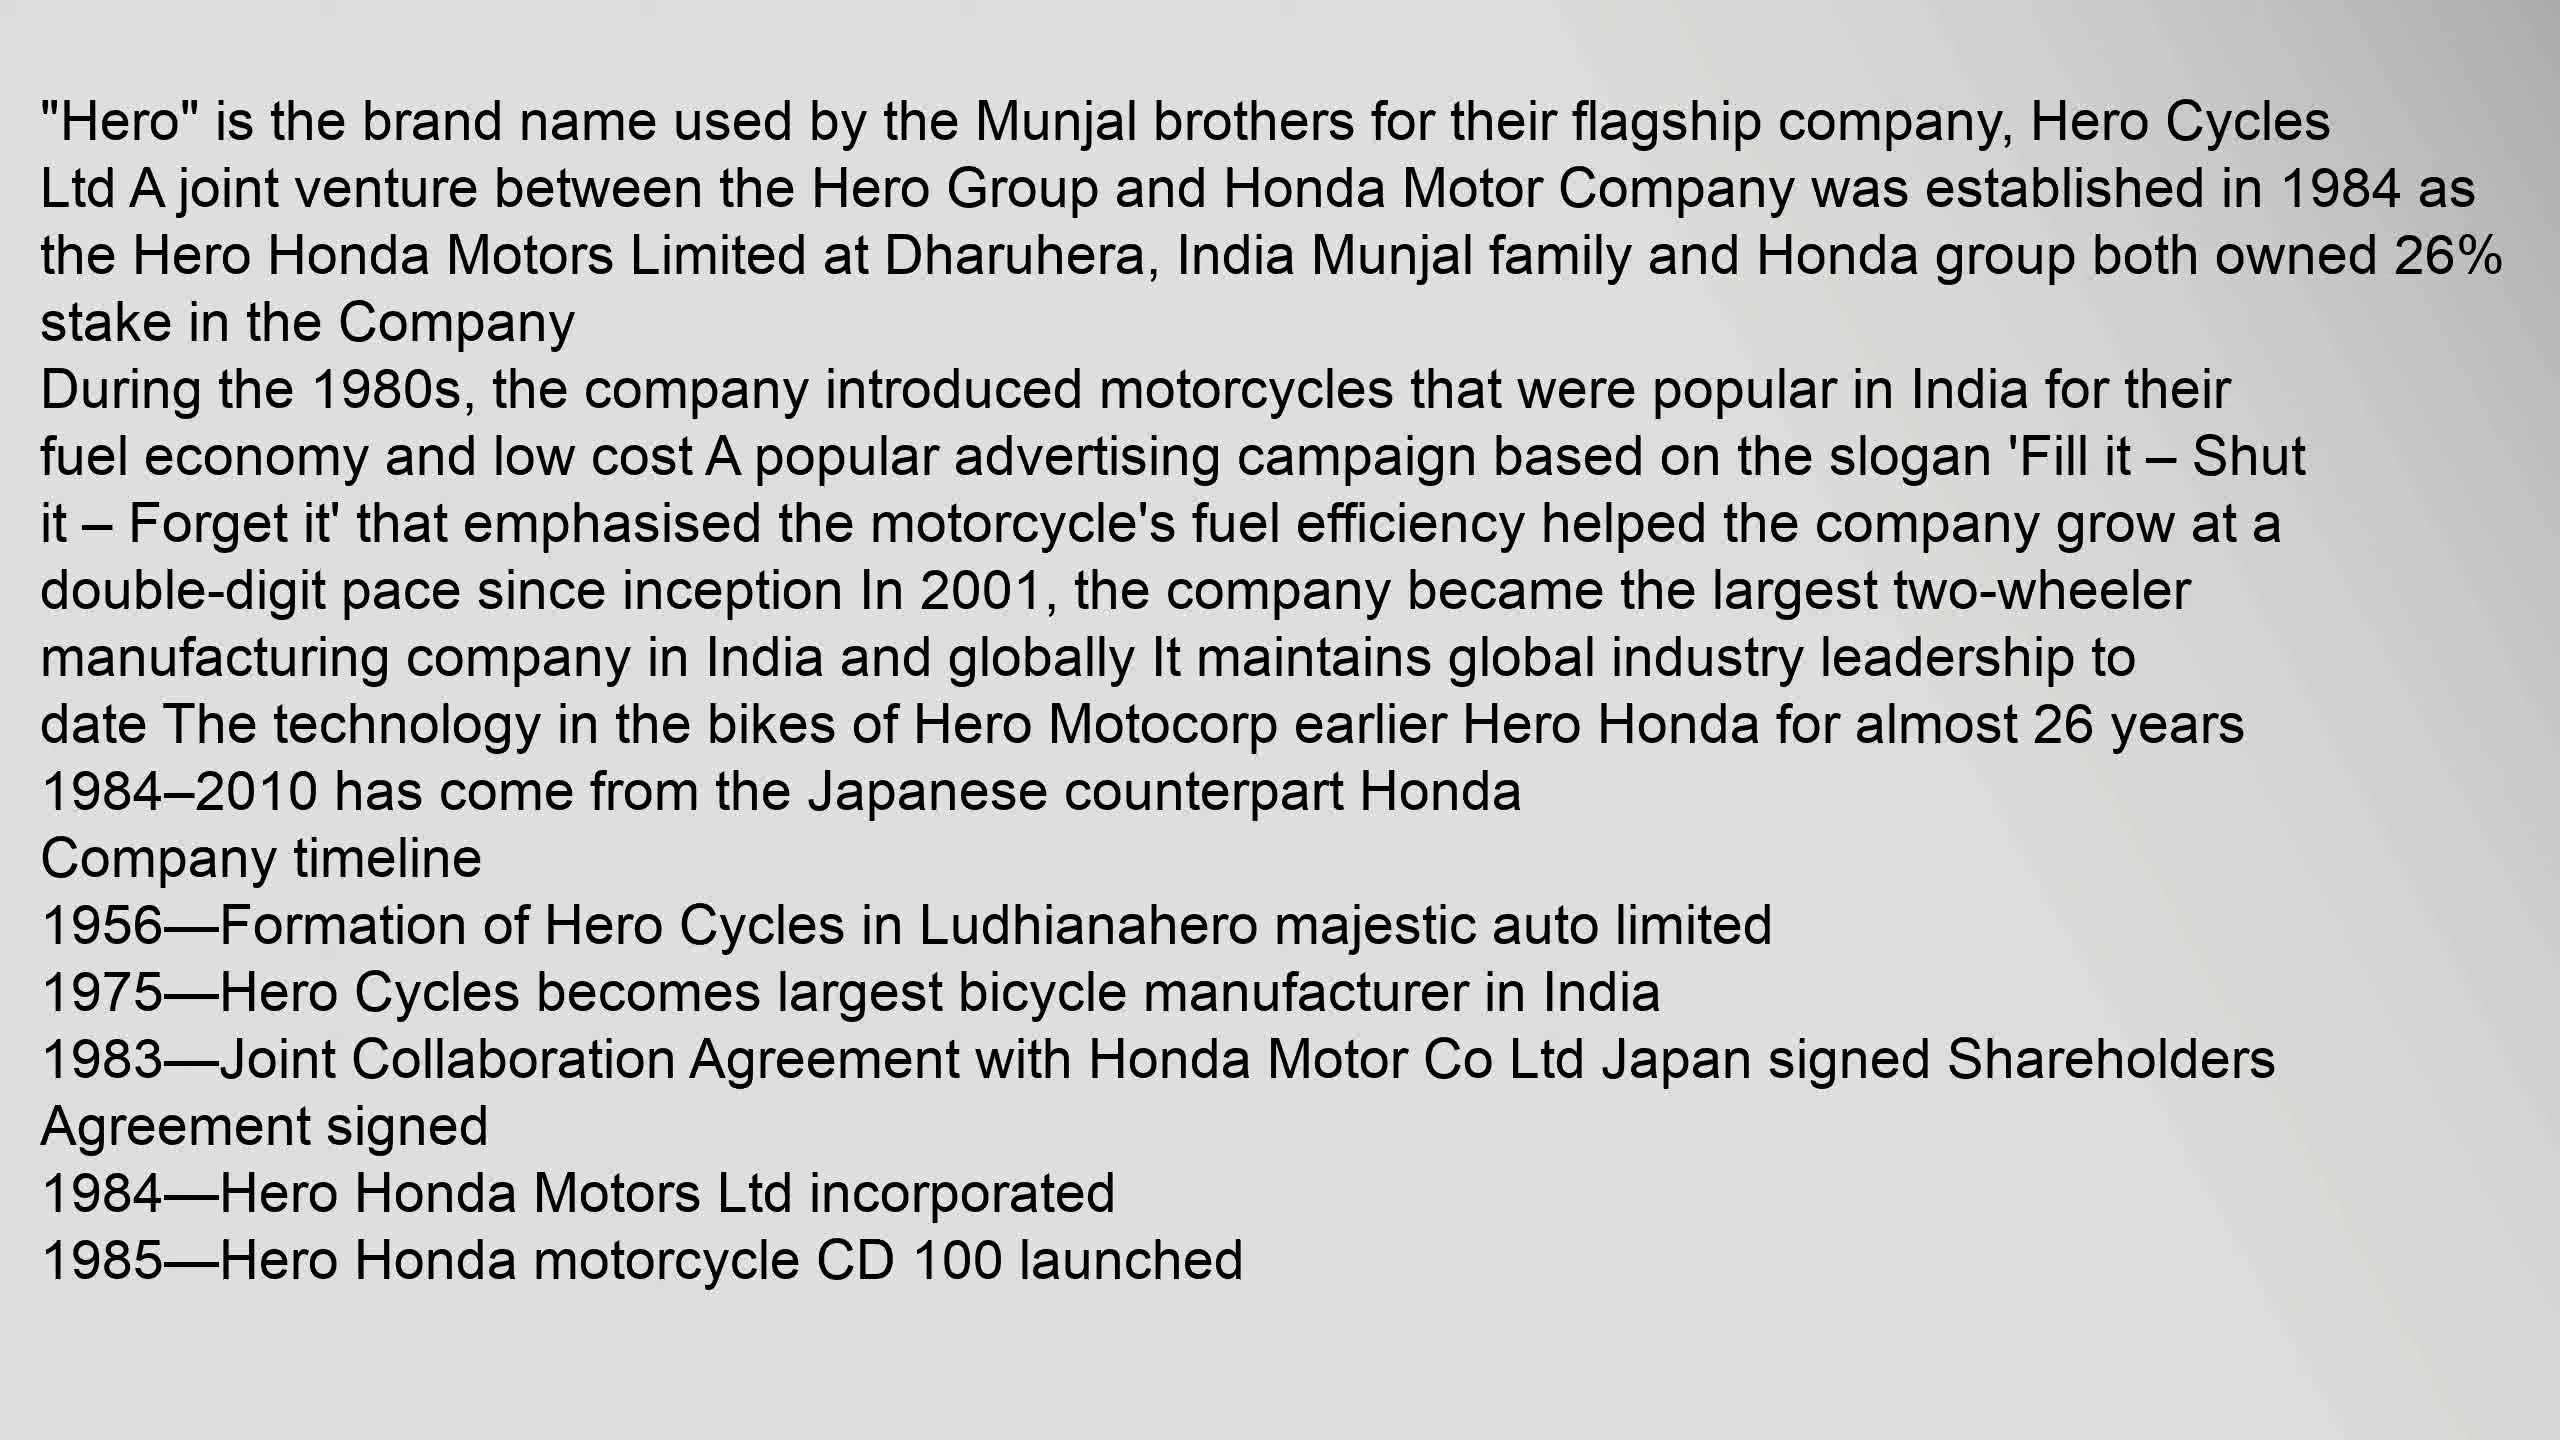 "Hero" is the brand name used by the Munjal brothers for their flagship company, Hero Cycles
Ltd A joint venture between the Hero Group and Honda Motor Company was established in 1984 as
the Hero Honda Motors Limited at Dharuhera, India Munjal family and Honda group both owned 26%
stake in the Company
During the 1980s, the company introduced motorcycles that were popular in India for their
fuel economy and low cost A popular advertising campaign based on the slogan 'Fill it – Shut
it – Forget it' that emphasised the motorcycle's fuel efficiency helped the company grow at a
double-digit pace since inception In 2001, the company became the largest two-wheeler
manufacturing company in India and globally It maintains global industry leadership to
date The technology in the bikes of Hero Motocorp earlier Hero Honda for almost 26 years
1984–2010 has come from the Japanese counterpart Honda
Company timeline
1956—Formation of Hero Cycles in Ludhianahero majestic auto limited
1975—Hero Cycles becomes largest bicycle manufacturer in India
1983—Joint Collaboration Agreement with Honda Motor Co Ltd Japan signed Shareholders
Agreement signed
1984—Hero Honda Motors Ltd incorporated
1985—Hero Honda motorcycle CD 100 launched